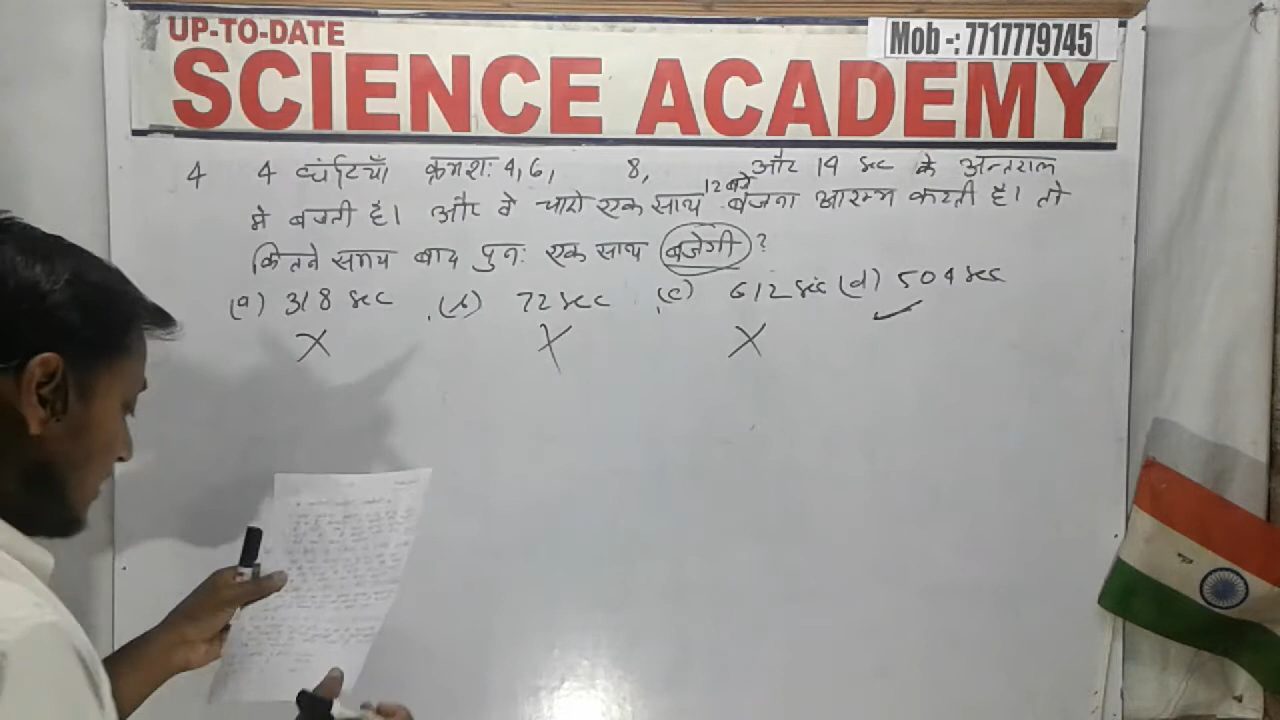 UP-TO-DATE
Mob -: 7717779745
SCIENCE ACADEMY
4 4 घंटियाँ क्रमशः 4, 6, 8, और 14 sec के अन्तराल
मे बजती है। और वे चारो एक साथ 12 बजे बजना आरम्भ करती है। तो
कितने समय बाद पुनः एक साथ बजेगी ?
(a) 318 sec (b) 72 sec (c) 612 sec (d) 504 sec